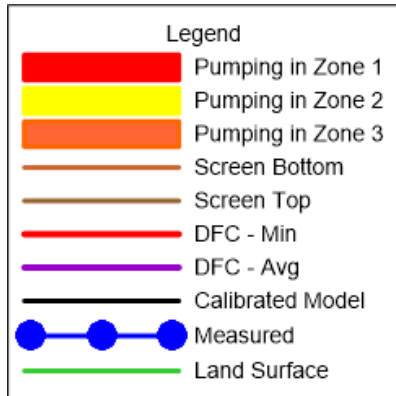 Legend
Pumping in Zone 1
Pumping in Zone 2
Pumping in Zone 3
Screen Bottom
Screen Top
DFC - Min
DFC - Avg
Calibrated Model
Measured
Land Surface